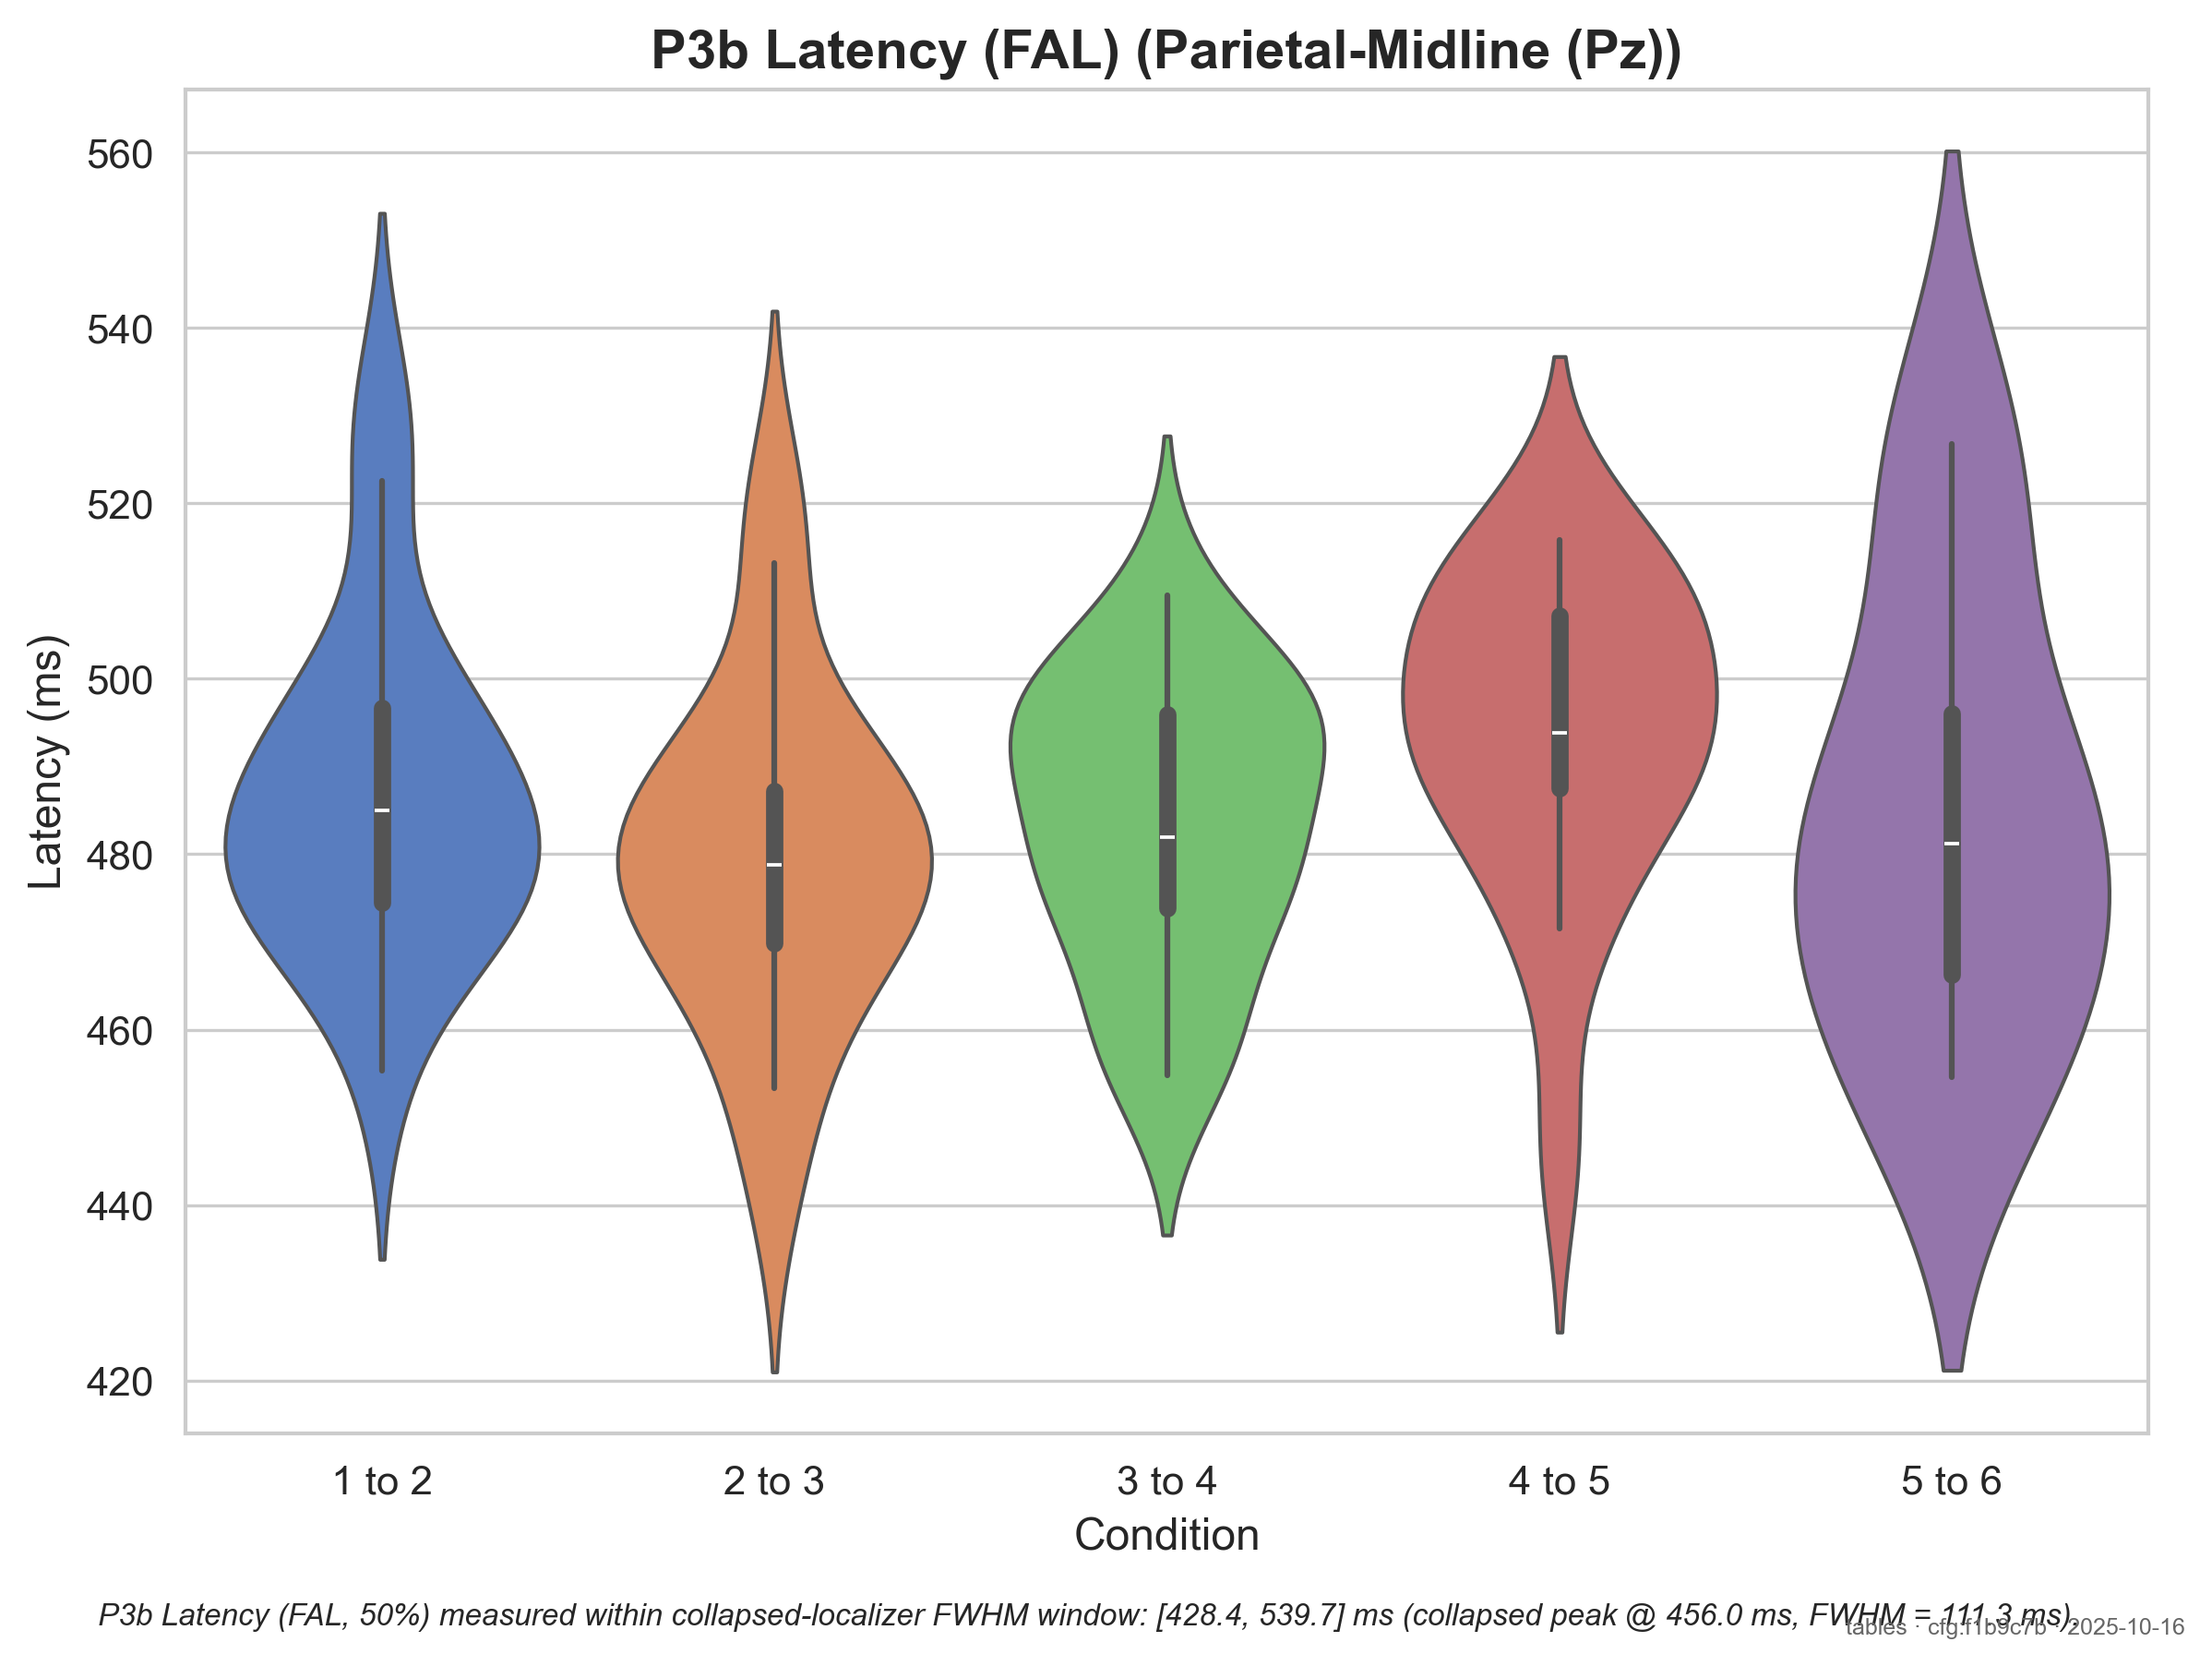 P3b Latency (FAL) (Parietal-Midline (Pz))
560
540
520
500
480
460
440
420
Latency (ms)
1 to 2 2 to 3 3 to 4 4 to 5 5 to 6
Condition
P3b Latency (FAL, 50%) measured within collapsed-localizer FWHM window: [428.4, 539.7] ms (collapsed peak @ 456.0 ms, FWHM = 111.3 ms).
tables · cfg:f1b9c7b · 2025-10-16